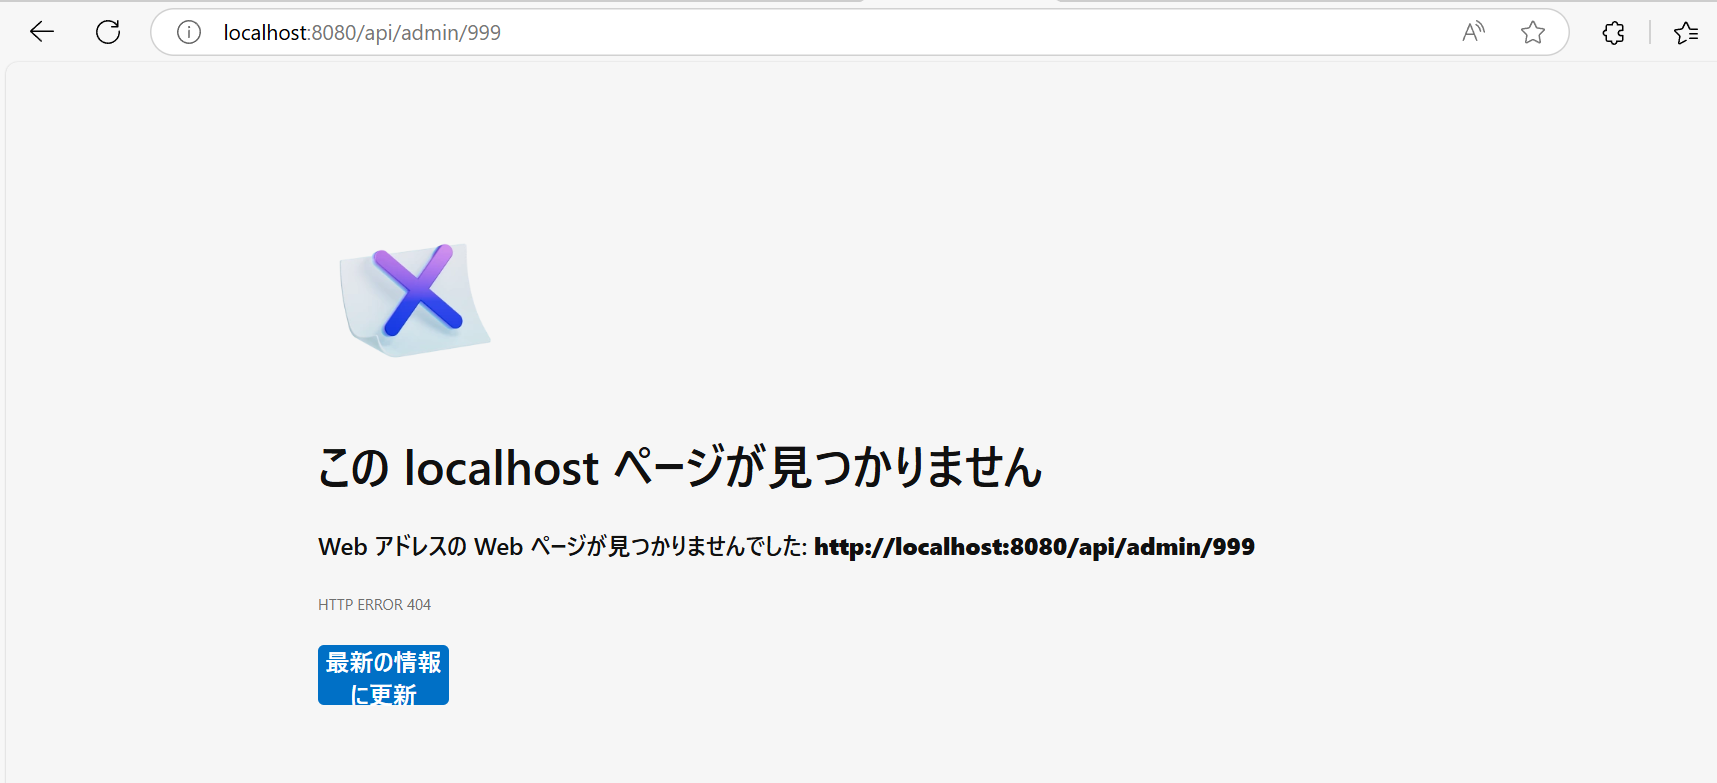 localhost:8080/api/admin/999
この localhost ページが見つかりません
Web アドレスの Web ページが見つかりませんでした: http://localhost:8080/api/admin/999
HTTP ERROR 404
最新の情報
に更新